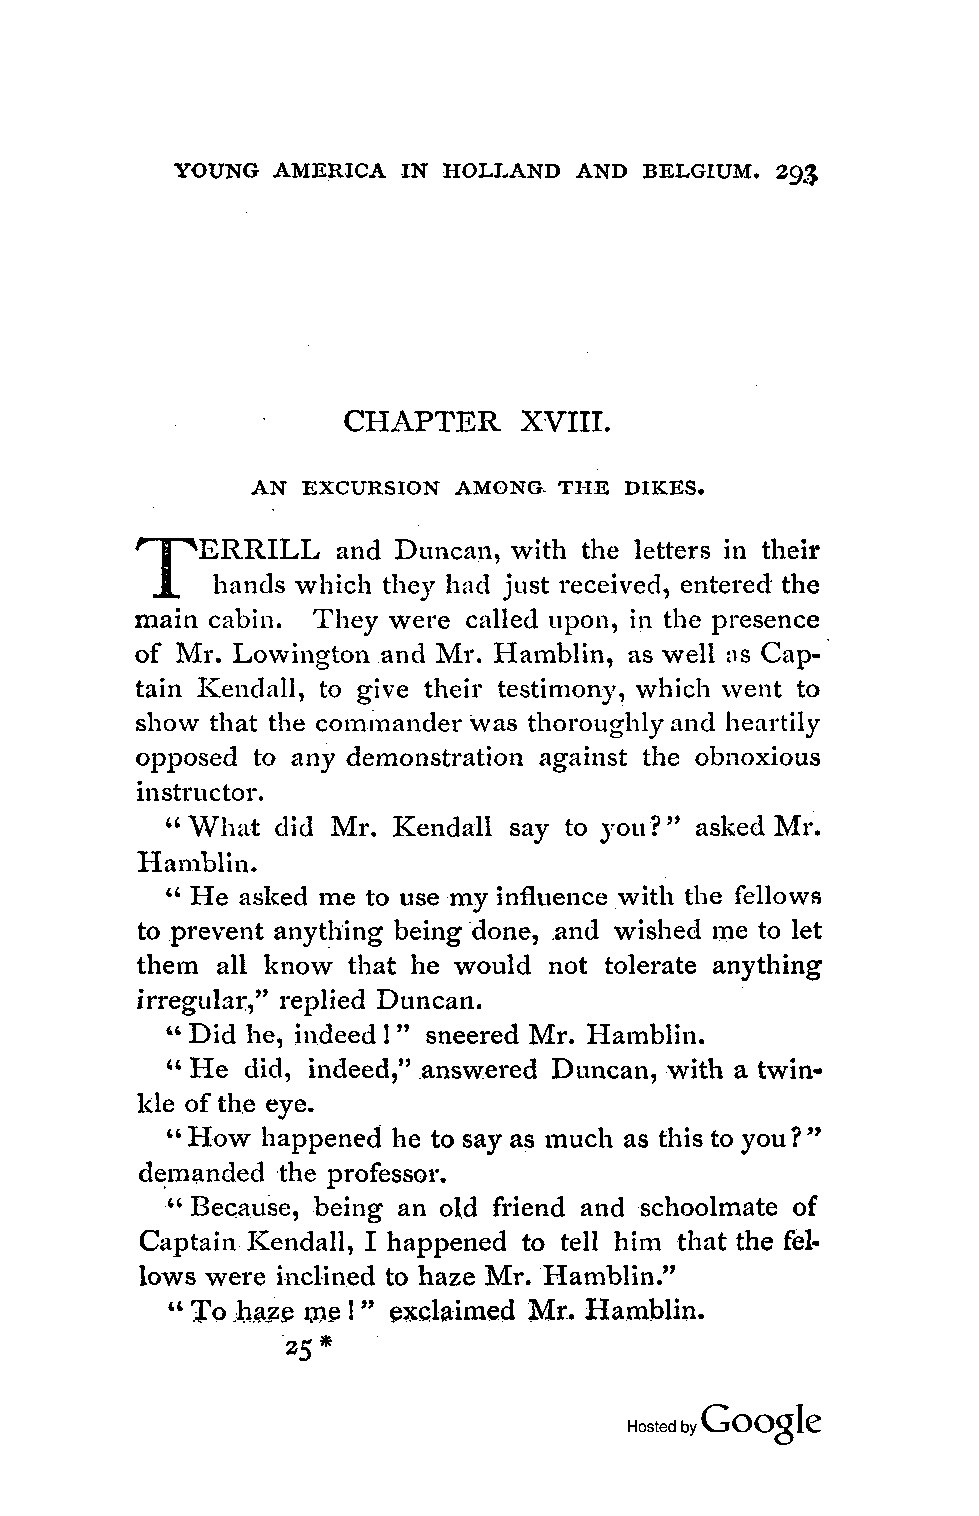 YOUNG AMERICA IN HOLLAND AND BELGIUM. 293
CHAPTER XVIII.
AN EXCURSION AMONG THE DIKES.
TERRILL and Duncan, with the letters in their
hands which they had just received, entered the
main cabin. They were called upon, in the presence
of Mr. Lowington and Mr. Hamblin, as well as Cap-
tain Kendall, to give their testimony, which went to
show that the commander was thoroughly and heartily
opposed to any demonstration against the obnoxious
instructor.
“What did Mr. Kendall say to you?” asked Mr.
Hamblin.
“He asked me to use my influence with the fellows
to prevent anything being done, and wished me to let
them all know that he would not tolerate anything
irregular,” replied Duncan.
“Did he, indeed!” sneered Mr. Hamblin.
“He did, indeed,” answered Duncan, with a twin-
kle of the eye.
“How happened he to say as much as this to you?”
demanded the professor.
“Because, being an old friend and schoolmate of
Captain Kendall, I happened to tell him that the fel-
lows were inclined to haze Mr. Hamblin.”
“To haze me!” exclaimed Mr. Hamblin.
25*
Hosted by Google